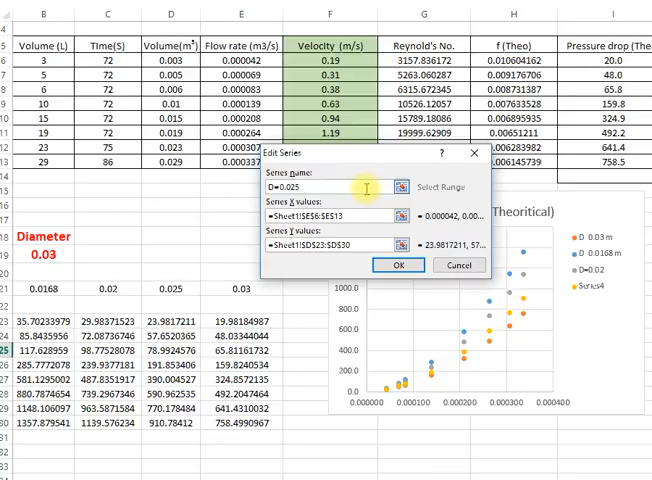 B C D E F G H I
4
5 Volume (L) TIme(S) Volume(m³) Flow rate (m3/s) Velocity (m/s) Reynold's No. f (Theo) Pressure drop (Theo
6 3 72 0.003 0.000042 0.19 3157.836172 0.010604162 20.0
7 5 72 0.005 0.000069 0.31 5263.060287 0.009176706 48.0
8 6 72 0.006 0.000083 0.38 6315.672345 0.008731387 65.8
9 10 72 0.01 0.000139 0.63 10526.12057 0.007633528 159.8
10 15 72 0.015 0.000208 0.94 15789.18086 0.006895935 324.9
11 19 72 0.019 0.000264 1.19 19999.62909 0.00651211 492.2
12 23 75 0.023 0.000307 006283982 641.4
13 29 86 0.029 0.000337 006145739 758.5
14
15
16
17
18
19
20
21
22
23
24
25
26
27
28
29
30
31
32
33
Edit Series ? ×
Series name:
D=0.025 Select Range
Series X values:
=Sheet1!$E$6:$E$13 = 0.000042, 0.00...
Series Y values:
=Sheet1!$D$23:$D$30 = 23.9817211, 57...
OK Cancel
Diameter
0.03
0.0168 0.02 0.025 0.03
35.70233979 29.98371523 23.9817211 19.98184987
85.8435956 72.08736746 57.6520365 48.03344044
117.628959 98.77528078 78.9924576 65.81161732
285.7772078 239.9377181 191.853406 159.8240534
581.1295002 487.8351917 390.004527 324.8572135
880.7874654 739.2967346 590.962535 492.2047464
1148.106097 963.5871584 770.178484 641.4310032
1357.879541 1139.576234 910.78412 758.4990967
Theoritical)
D 0.03 m
D 0.0168 m
D=0.02
Series4
1000.0
800.0
600.0
400.0
200.0
0.0
0.000000 0.000100 0.000200 0.000300 0.000400